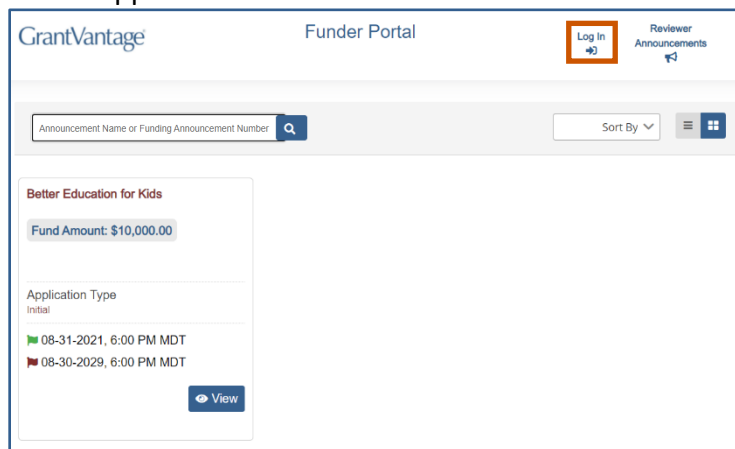 GrantVantage
Funder Portal
Log In
Reviewer
Announcements
Announcement Name or Funding Announcement Number
Sort By
Better Education for Kids
Fund Amount: $10,000.00
Application Type
Initial
08-31-2021, 6:00 PM MDT
08-30-2029, 6:00 PM MDT
View